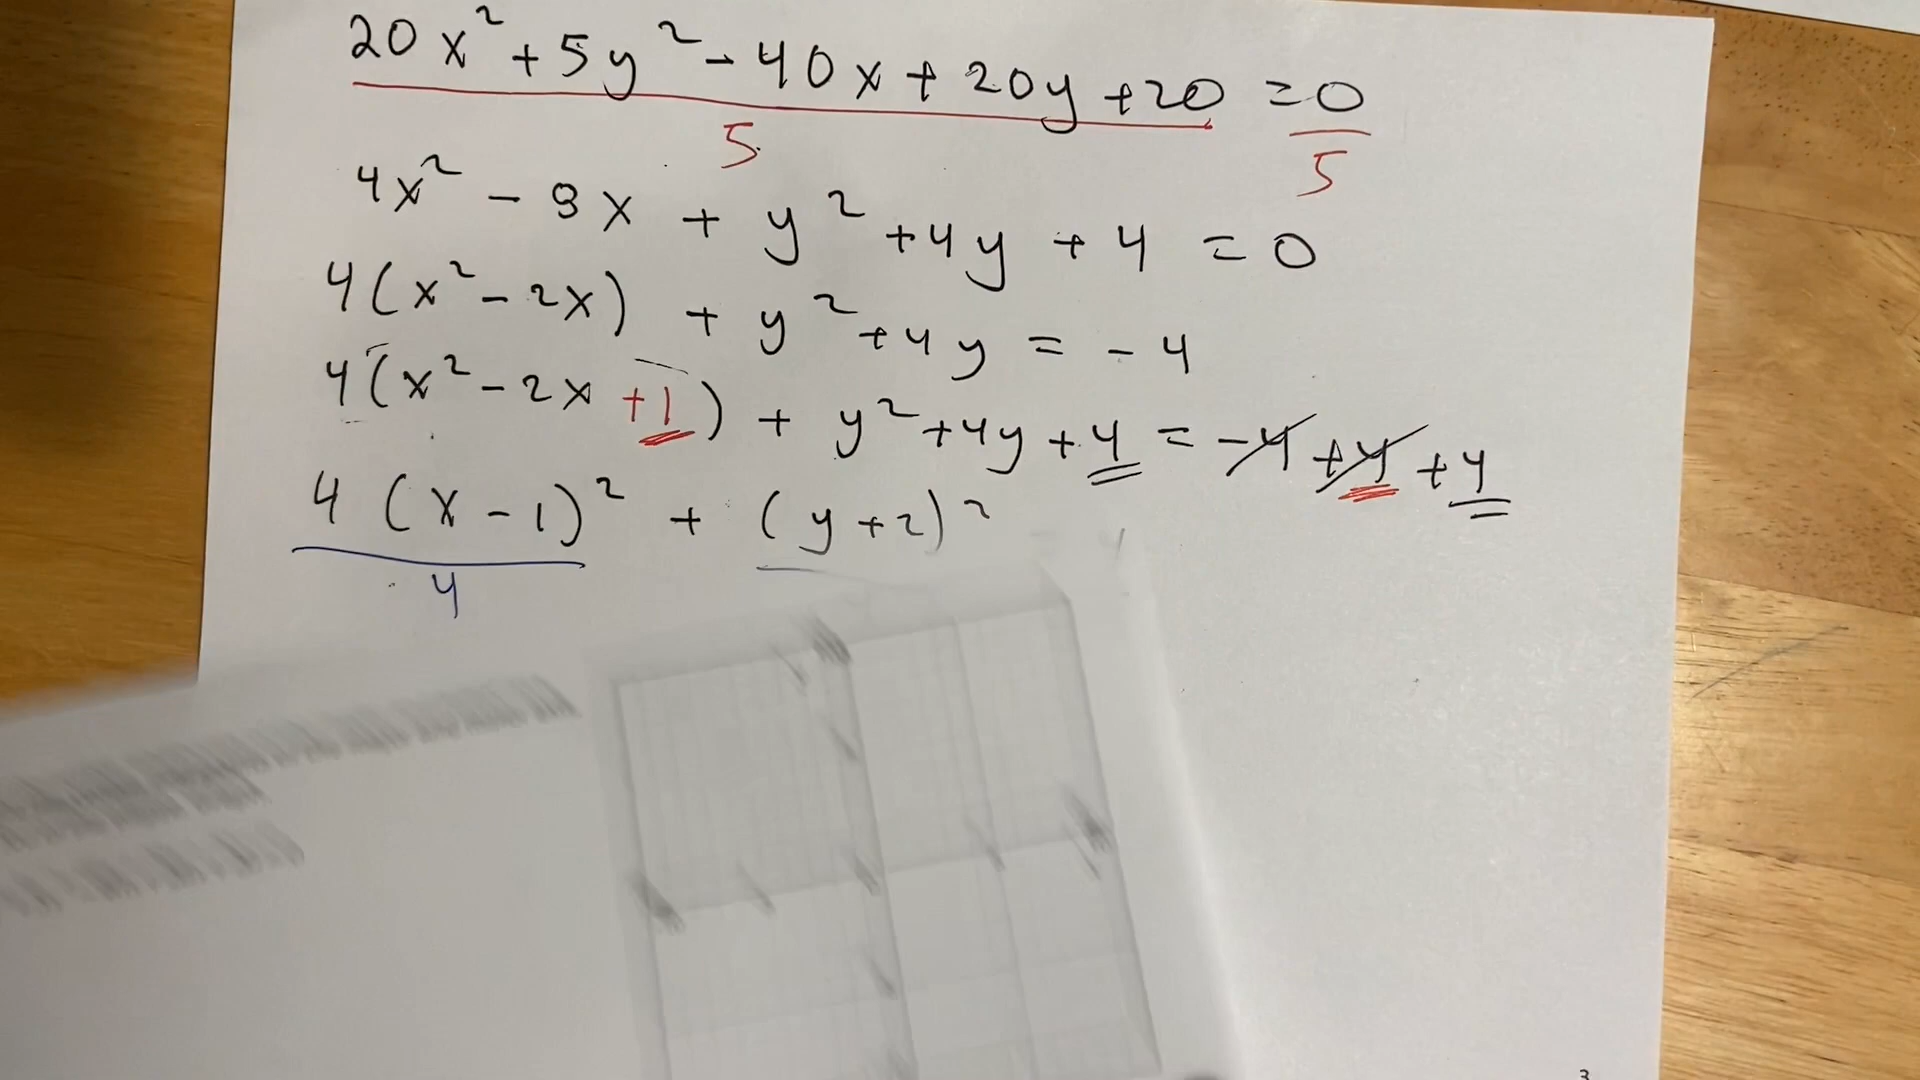 20x² + 5y² - 40x + 20y + 20 = 0
5 5
4x² - 8x + y² + 4y + 4 = 0
4(x² - 2x) + y² + 4y = -4
4(x² - 2x +1) + y² + 4y + 4 = -4 + 4 + 4
4 (x - 1)² + (y + 2)²
4
3